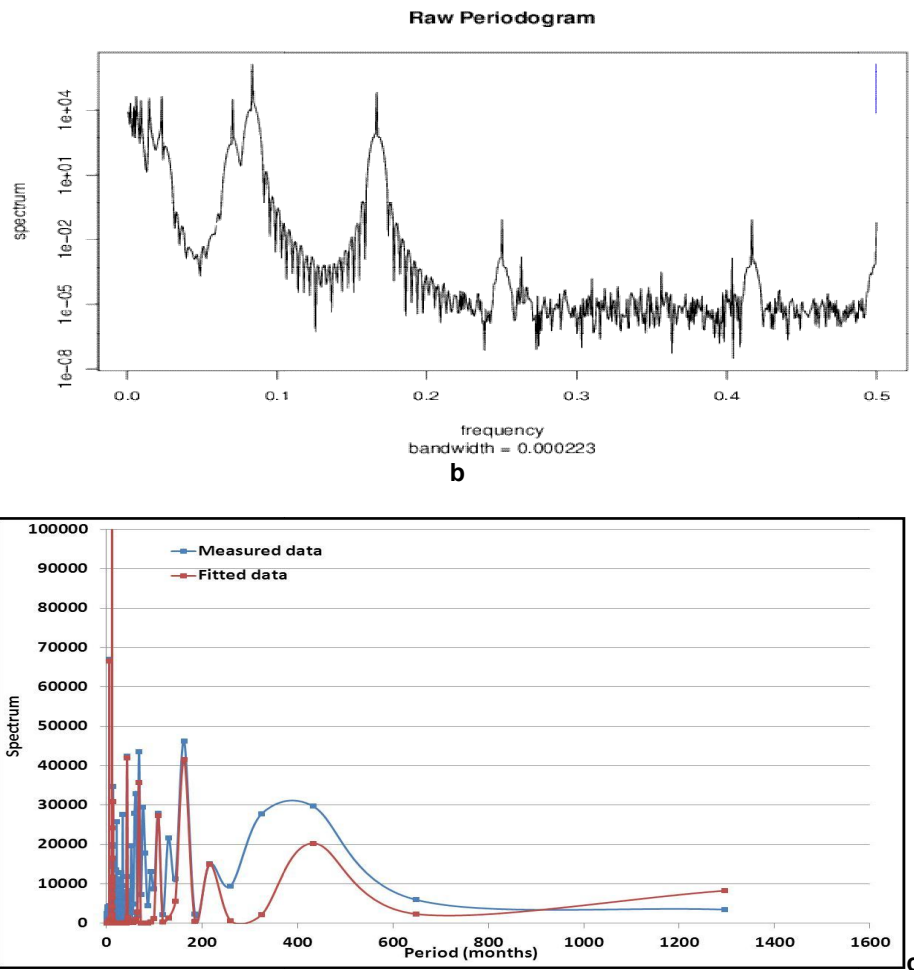 Raw Periodogram
spectrum
1e+04
1e+01
1e-02
1e-05
1e-08
0.0 0.1 0.2 0.3 0.4 0.5
frequency
bandwidth = 0.000223
b
100000
90000
80000
70000
60000
50000
40000
30000
20000
10000
0
Spectrum
Measured data
Fitted data
0 200 400 600 800 1000 1200 1400 1600
Period (months)